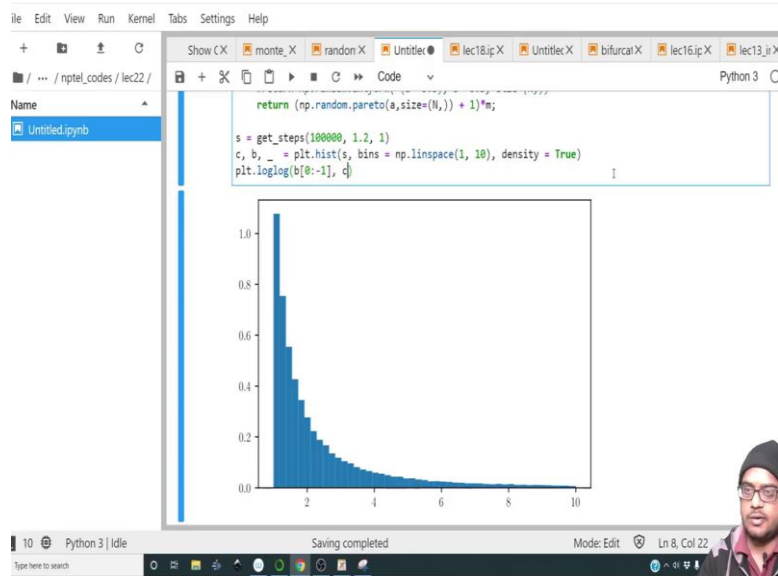 ile Edit View Run Kernel Tabs Settings Help
Show C X monte_ X random X Untitled lec18.ip X Untitlec X bifurcat X lec16.ip X lec13_ir X
Code Python 3
/ ··· / nptel_codes / lec22 /
Name
Untitled.ipynb
return (np.random.pareto(a,size=(N,)) + 1)*m;
s = get_steps(100000, 1.2, 1)
c, b, _ = plt.hist(s, bins = np.linspace(1, 10), density = True)
plt.loglog(b[0:-1], c)
1.0
0.8
0.6
0.4
0.2
0.0
2 4 6 8 10
10 Python 3 | Idle Saving completed Mode: Edit Ln 8, Col 22
Type here to search